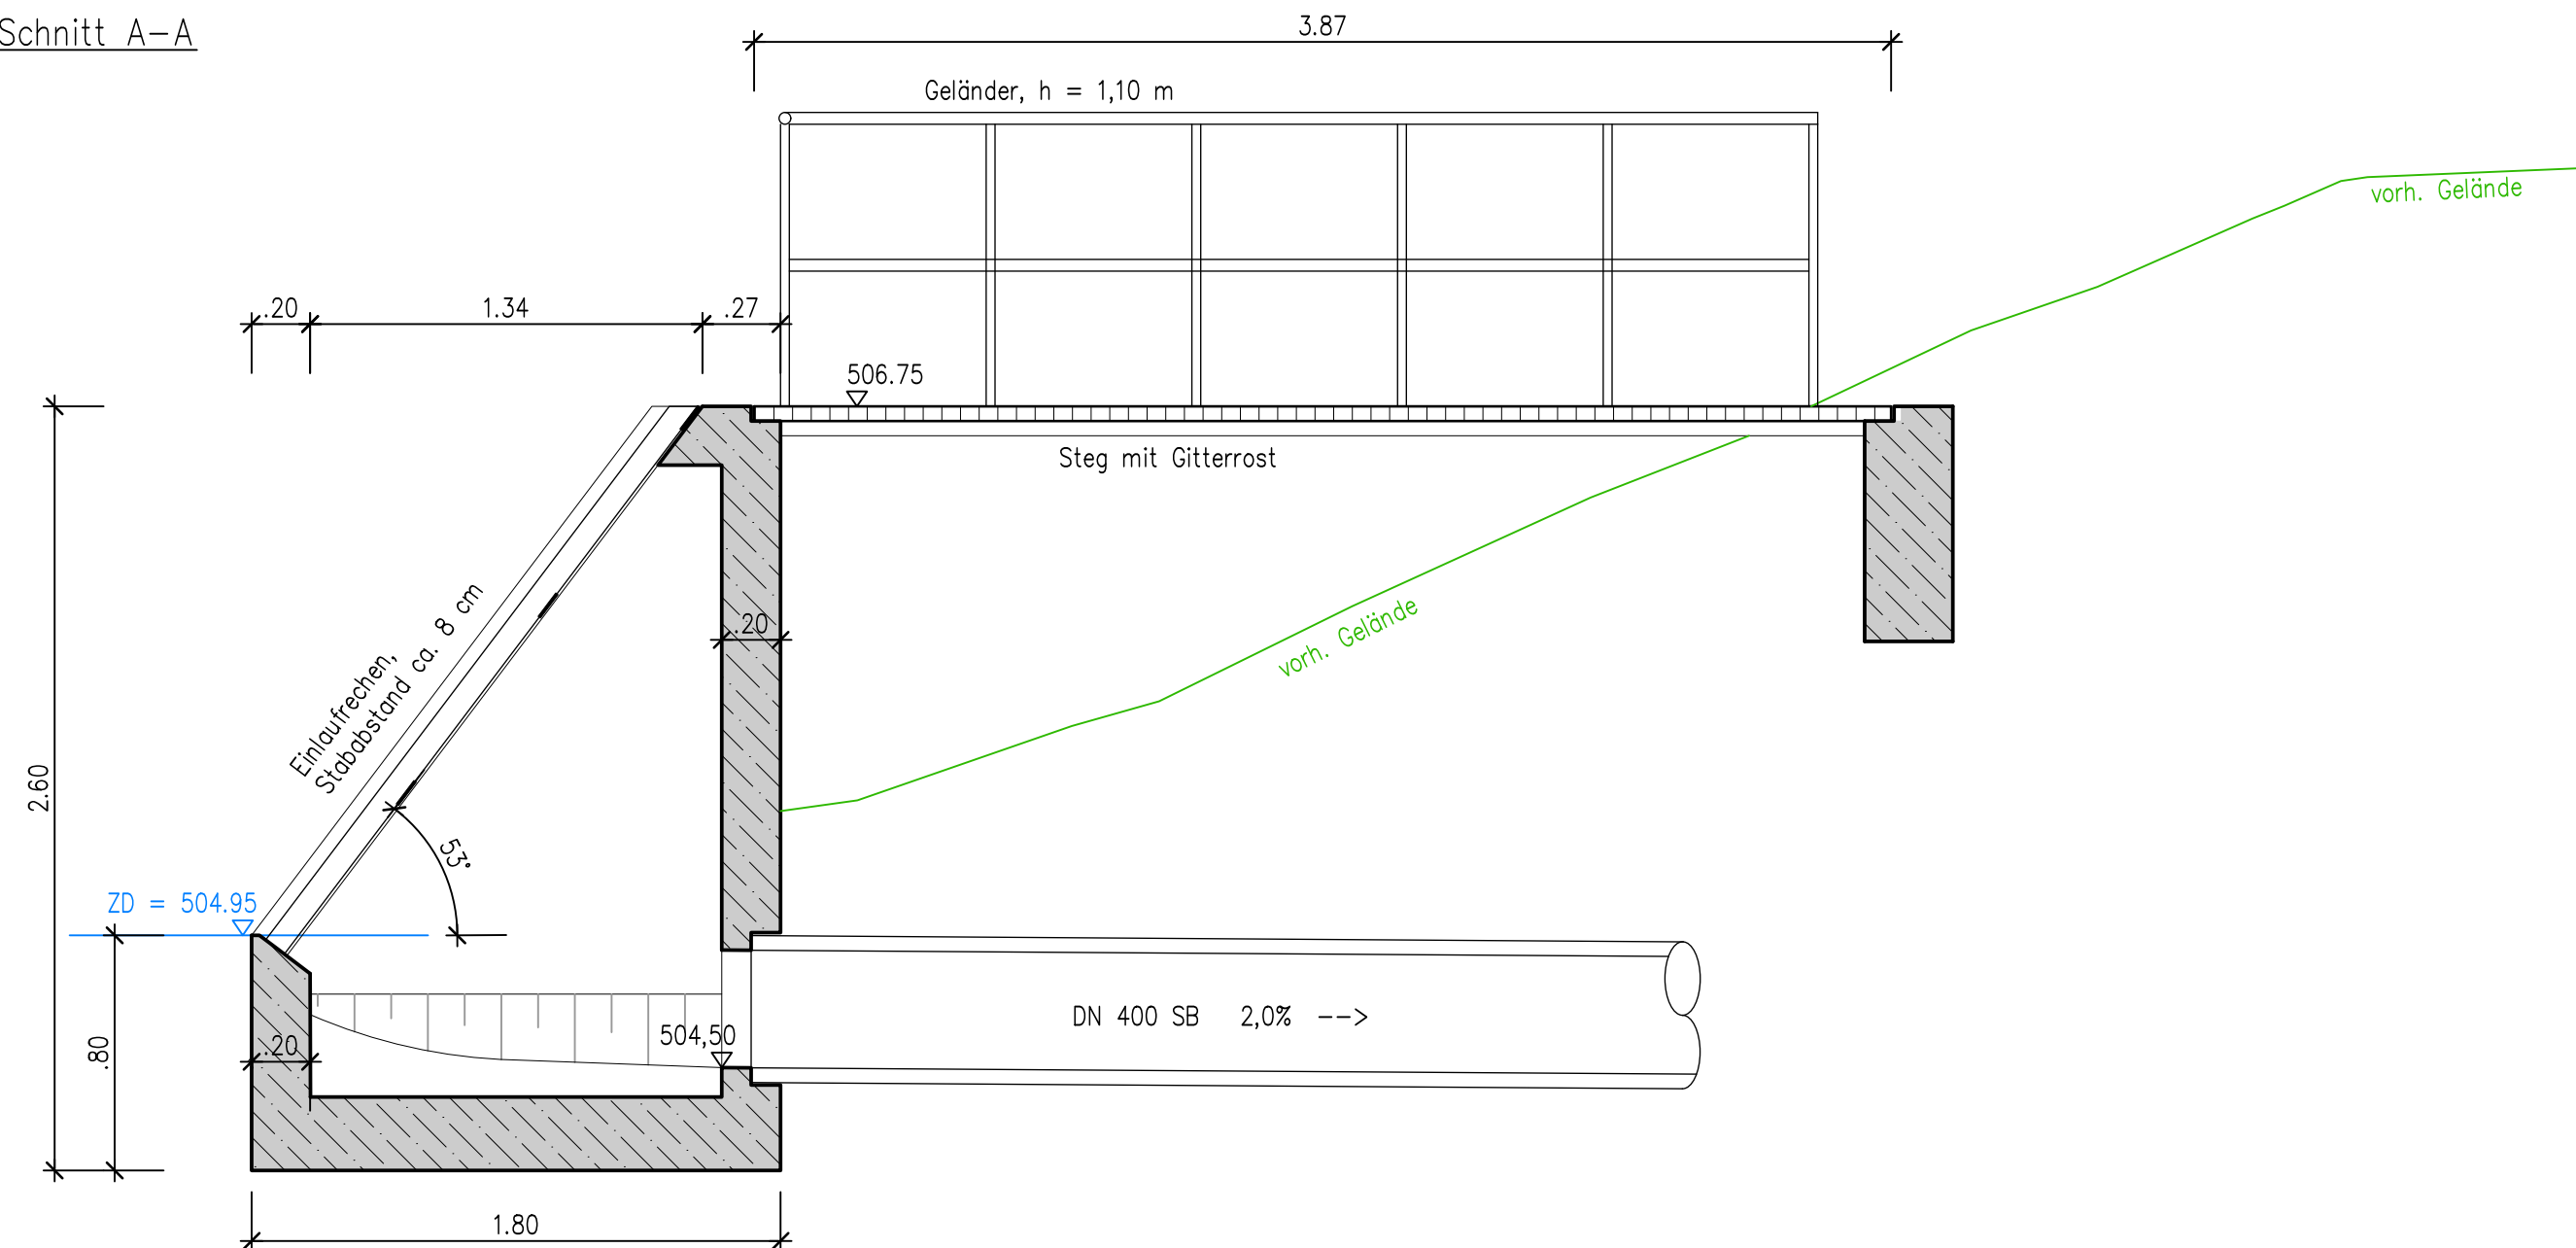 Schnitt A-A
3.87
Geländer, h = 1,10 m
vorh. Gelände
.20
1.34
.27
506.75
Steg mit Gitterrost
Einlaufrechen,
Stababstand ca. 8 cm
.20
vorh. Gelände
2.60
53°
ZD = 504.95
DN 400 SB 2,0% -->
504,50
.80
.20
1.80